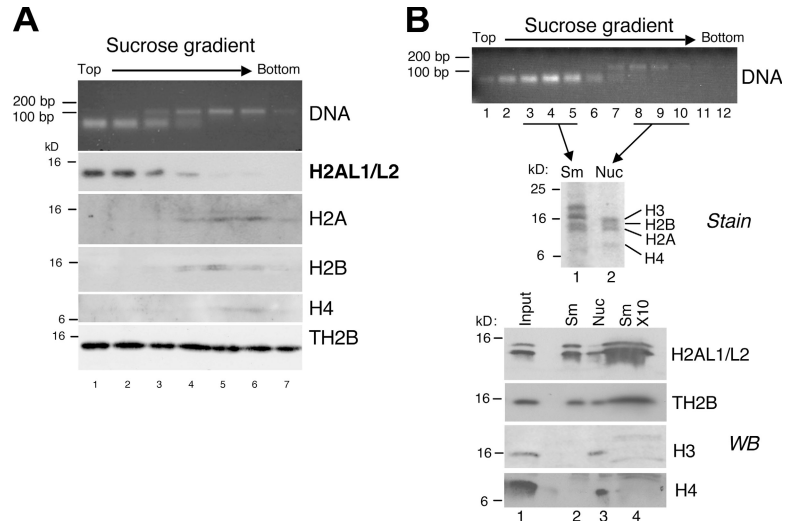 A
Sucrose gradient
Top
Bottom
200 bp
100 bp
DNA
kD
16
H2AL1/L2
16
H2A
16
H2B
H4
6
16
TH2B
1 2 3 4 5 6 7
B
Sucrose gradient
Top
Bottom
200 bp
100 bp
DNA
1 2 3 4 5 6 7 8 9 10 11 12
kD: Sm Nuc
25
16
6
H3
H2B
H2A
H4
Stain
1 2
kD: Input Sm Nuc Sm X10
16
H2AL1/L2
16
TH2B
16
H3
WB
6
H4
1 2 3 4